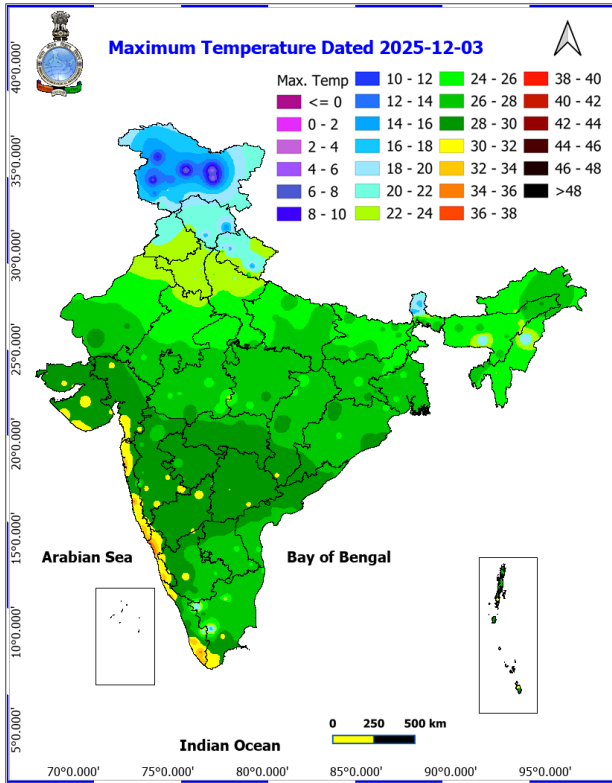 Maximum Temperature Dated 2025-12-03
Max. Temp
<= 0
0 - 2
2 - 4
4 - 6
6 - 8
8 - 10
10 - 12
12 - 14
14 - 16
16 - 18
18 - 20
20 - 22
22 - 24
24 - 26
26 - 28
28 - 30
30 - 32
32 - 34
34 - 36
36 - 38
38 - 40
40 - 42
42 - 44
44 - 46
46 - 48
>48
40°0.000'
35°0.000'
30°0.000'
25°0.000'
20°0.000'
15°0.000'
10°0.000'
5°0.000'
Arabian Sea
Bay of Bengal
Indian Ocean
0 250 500 km
70°0.000' 75°0.000' 80°0.000' 85°0.000' 90°0.000' 95°0.000'